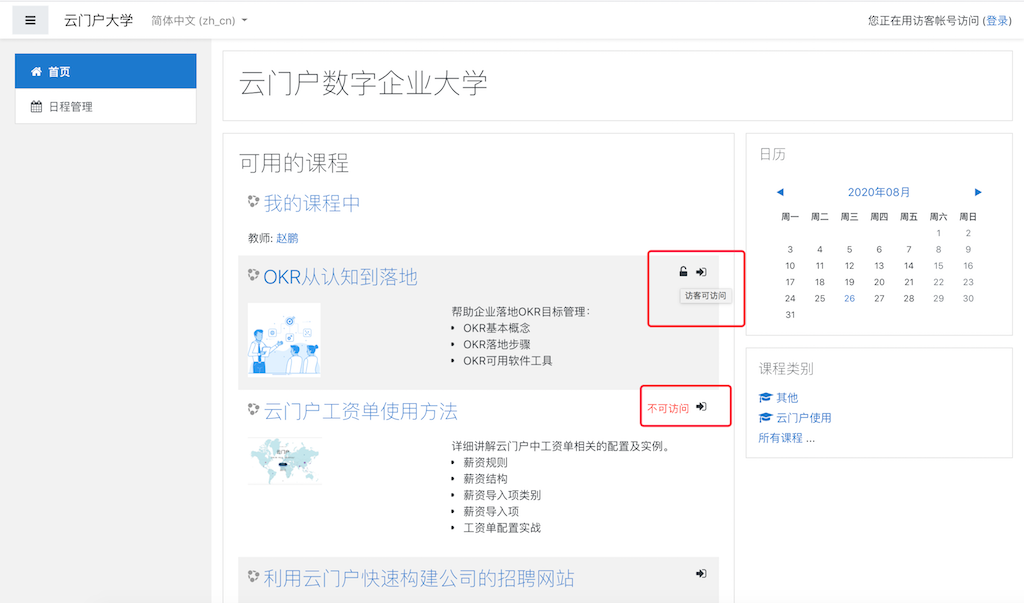 云门户大学
简体中文 (zh_cn)
您正在用访客帐号访问 (登录)
首页
日程管理
云门户数字企业大学
可用的课程
我的课程中
教师: 赵鹏
OKR从认知到落地
访客可访问
帮助企业落地OKR目标管理：
OKR基本概念
OKR落地步骤
OKR可用软件工具
云门户工资单使用方法
不可访问
详细讲解云门户中工资单相关的配置及实例。
薪资规则
薪资结构
薪资导入项类别
薪资导入项
工资单配置实战
利用云门户快速构建公司的招聘网站
日历
2020年08月
周一 周二 周三 周四 周五 周六 周日
1 2
3 4 5 6 7 8 9
10 11 12 13 14 15 16
17 18 19 20 21 22 23
24 25 26 27 28 29 30
31
课程类别
其他
云门户使用
所有课程 ...